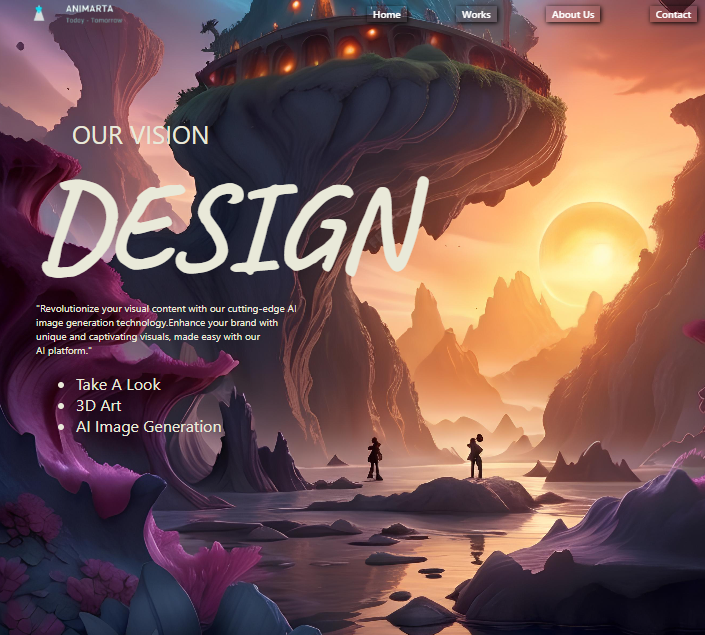 ANIMARTA
Today - Tomorrow
Home
Works
About Us
Contact
OUR VISION
DESIGN
"Revolutionize your visual content with our cutting-edge AI
image generation technology.Enhance your brand with
unique and captivating visuals, made easy with our
AI platform."
Take A Look
3D Art
AI Image Generation